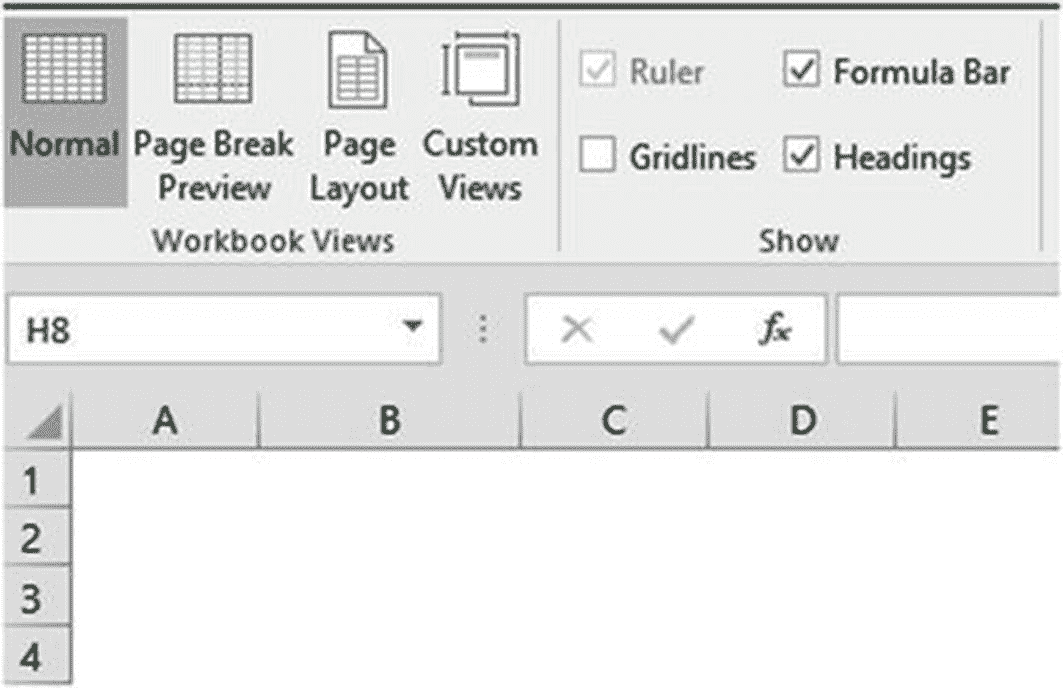 Ruler
Formula Bar
Normal
Page Break
Preview
Page
Layout
Custom
Views
Gridlines
Headings
Workbook Views
Show
H8
fx
A B C D E
1
2
3
4